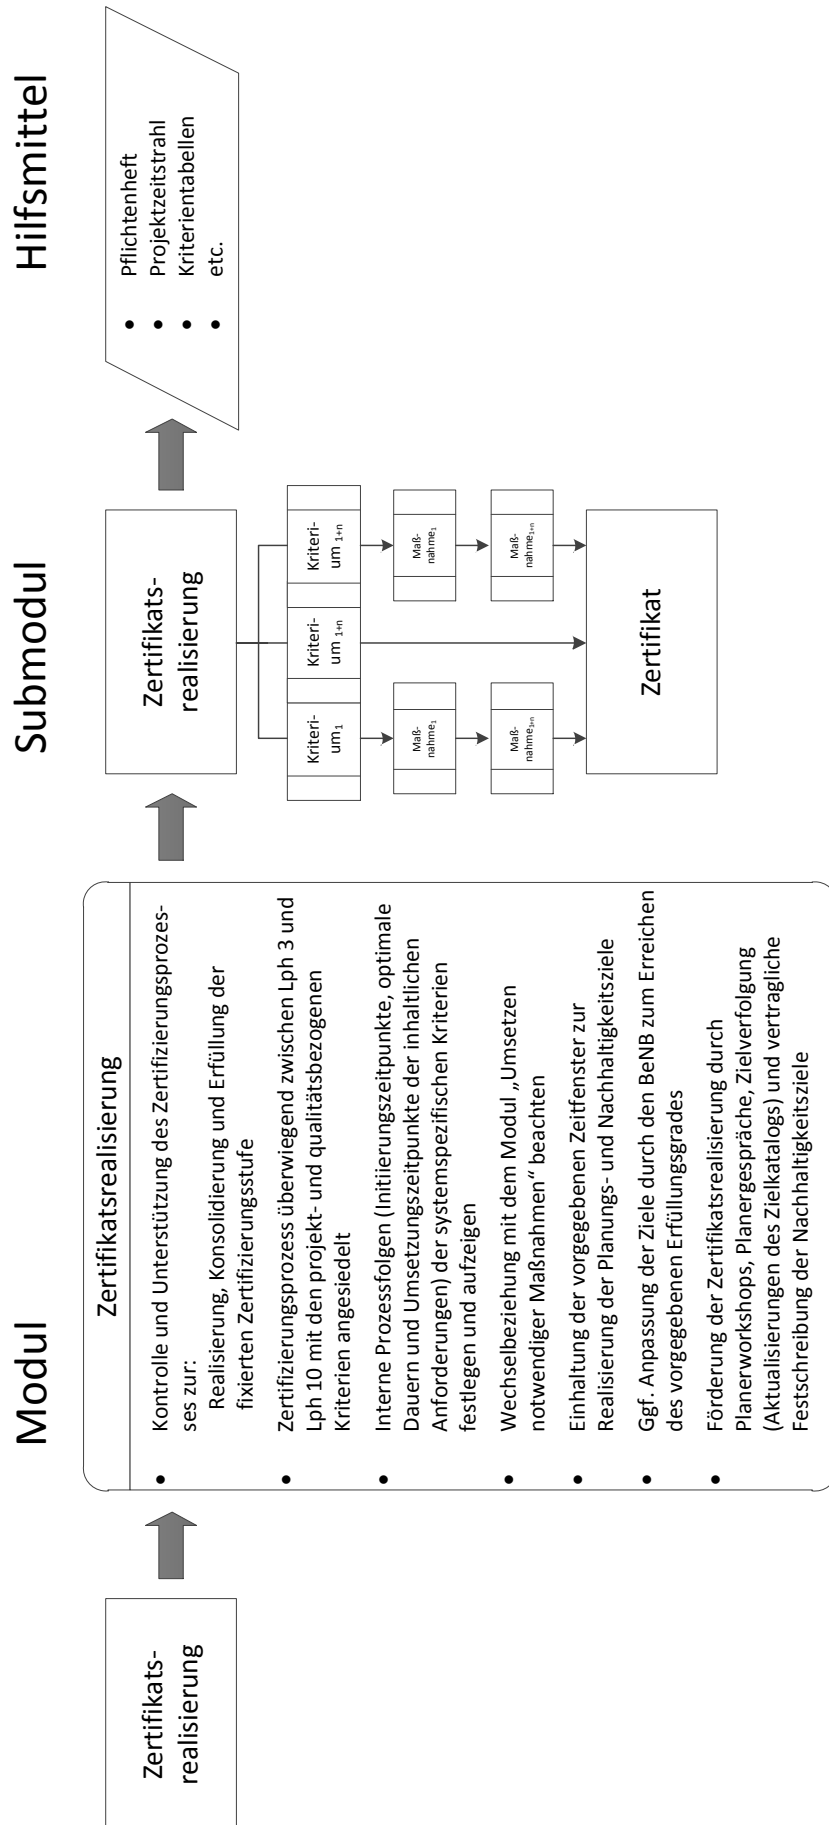 Modul
Submodul
Hilfsmittel
Zertifikats-
realisierung
Zertifikatsrealisierung
• Kontrolle und Unterstützung des Zertifizierungsprozes-
ses zur:
Realisierung, Konsolidierung und Erfüllung der
fixierten Zertifizierungsstufe
• Zertifizierungsprozess überwiegend zwischen Lph 3 und
Lph 10 mit den projekt- und qualitätsbezogenen
Kriterien angesiedelt
• Interne Prozessfolgen (Initiierungszeitpunkte, optimale
Dauern und Umsetzungszeitpunkte der inhaltlichen
Anforderungen) der systemspezifischen Kriterien
festlegen und aufzeigen
• Wechselbeziehung mit dem Modul „Umsetzen
notwendiger Maßnahmen“ beachten
• Einhaltung der vorgegebenen Zeitfenster zur
Realisierung der Planungs- und Nachhaltigkeitsziele
• Ggf. Anpassung der Ziele durch den BeNB zum Erreichen
des vorgegebenen Erfüllungsgrades
• Förderung der Zertifikatsrealisierung durch
Planerworkshops, Planergespräche, Zielverfolgung
(Aktualisierungen des Zielkatalogs) und vertragliche
Festschreibung der Nachhaltigkeitsziele
Zertifikats-
realisierung
Kriteri-
um 1
Kriteri-
um 1+n
Kriteri-
um 1+n
Maß-
nahme1
Maß-
nahme1
Maß-
nahme1+n
Maß-
nahme1+n
Zertifikat
• Pflichtenheft
• Projektzeitstrahl
• Kriterientabellen
• etc.